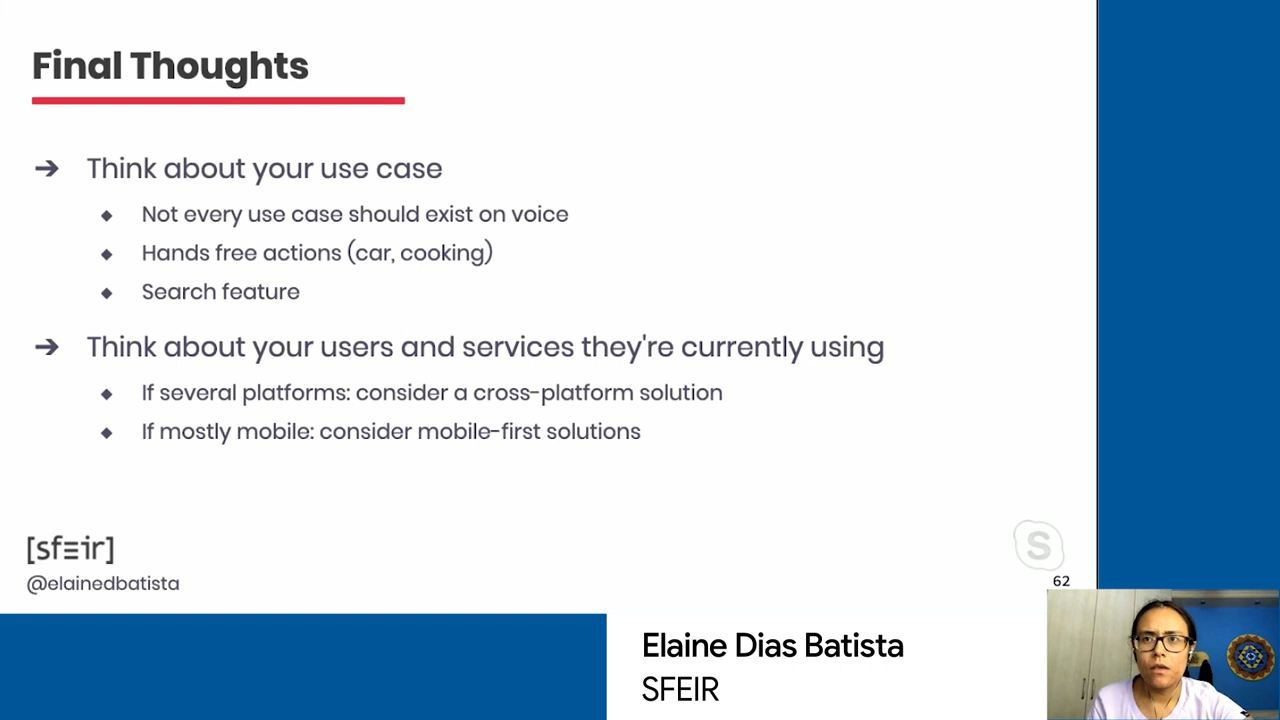 Final Thoughts
➔ Think about your use case
◆ Not every use case should exist on voice
◆ Hands free actions (car, cooking)
◆ Search feature
➔ Think about your users and services they're currently using
◆ If several platforms: consider a cross-platform solution
◆ If mostly mobile: consider mobile-first solutions
[sfeir]
@elainedbatista
S
62
Elaine Dias Batista
SFEIR